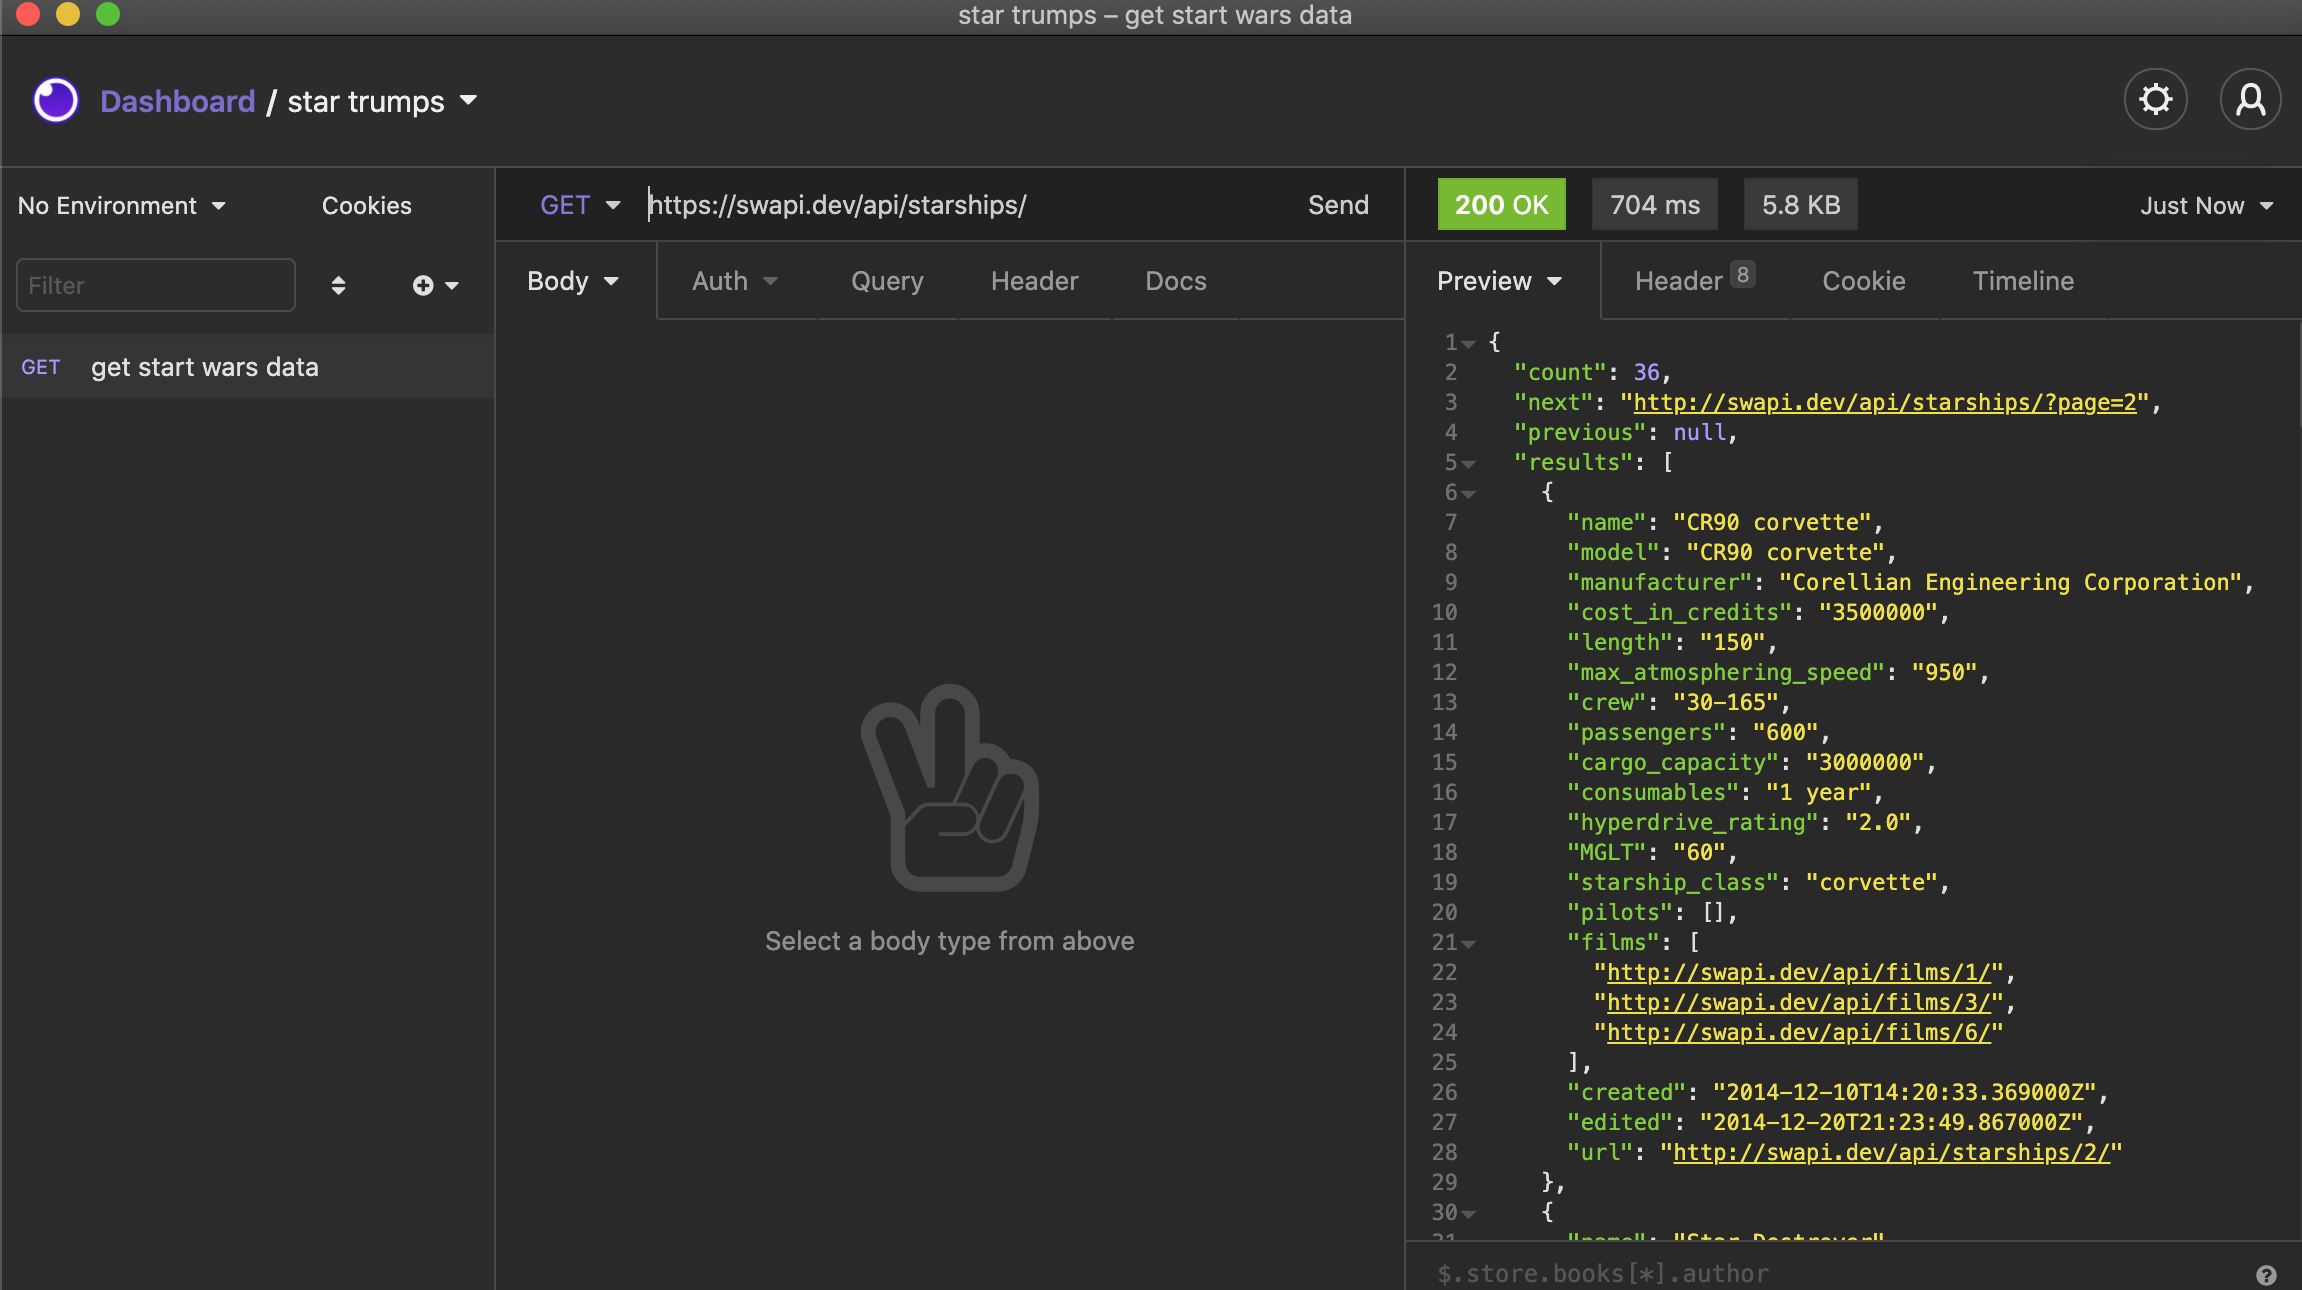 star trumps – get start wars data
Dashboard / star trumps
No Environment
Cookies
GET
https://swapi.dev/api/starships/
Send
200 OK
704 ms
5.8 KB
Just Now
Filter
Body
Auth
Query
Header
Docs
Preview
Header 8
Cookie
Timeline
GET get start wars data
Select a body type from above
1 {
2 "count": 36,
3 "next": "http://swapi.dev/api/starships/?page=2",
4 "previous": null,
5 "results": [
6 {
7 "name": "CR90 corvette",
8 "model": "CR90 corvette",
9 "manufacturer": "Corellian Engineering Corporation",
10 "cost_in_credits": "3500000",
11 "length": "150",
12 "max_atmosphering_speed": "950",
13 "crew": "30-165",
14 "passengers": "600",
15 "cargo_capacity": "3000000",
16 "consumables": "1 year",
17 "hyperdrive_rating": "2.0",
18 "MGLT": "60",
19 "starship_class": "corvette",
20 "pilots": [],
21 "films": [
22 "http://swapi.dev/api/films/1/",
23 "http://swapi.dev/api/films/3/",
24 "http://swapi.dev/api/films/6/"
25 ],
26 "created": "2014-12-10T14:20:33.369000Z",
27 "edited": "2014-12-20T21:23:49.867000Z",
28 "url": "http://swapi.dev/api/starships/2/"
29 },
30 {
31 "name": "Star Destroyer"
$.store.books[*].author